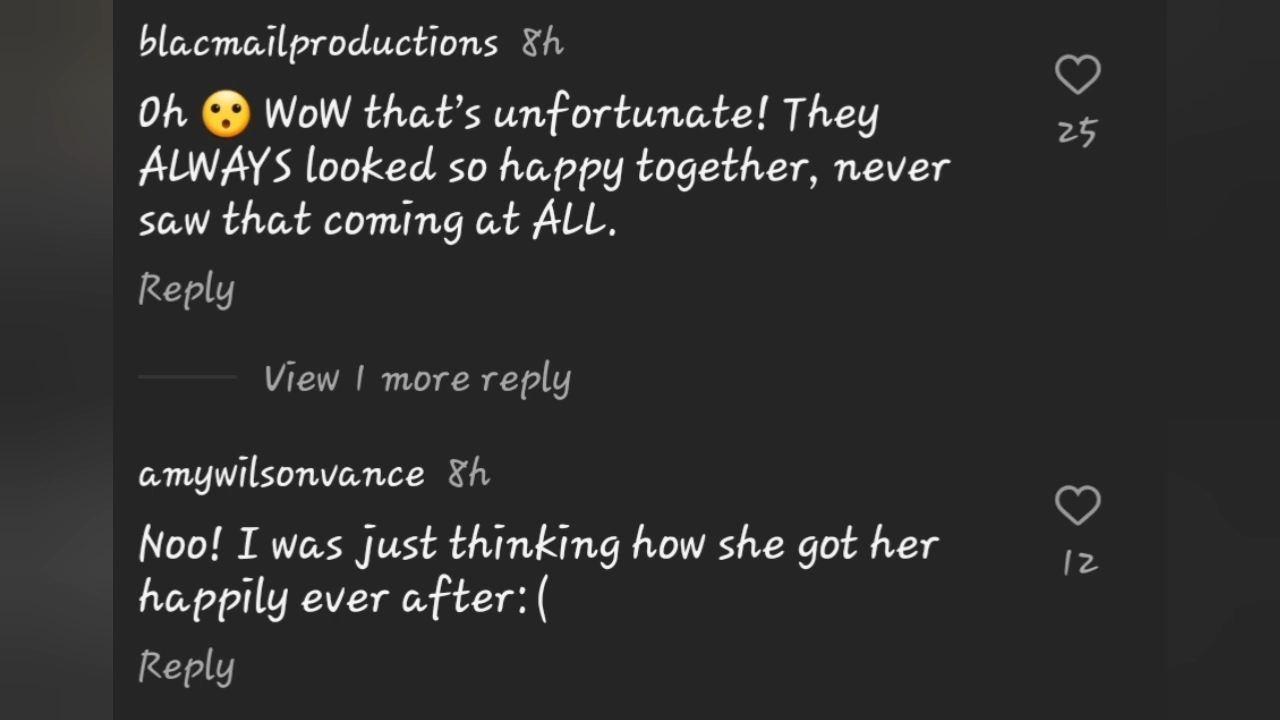 blacmailproductions 8h
Oh 😮 WoW that's unfortunate! They
25
ALWAYS looked so happy together, never
saw that coming at ALL.
Reply
View 1 more reply
amywilsonvance 8h
Noo! I was just thinking how she got her
12
happily ever after:(
Reply